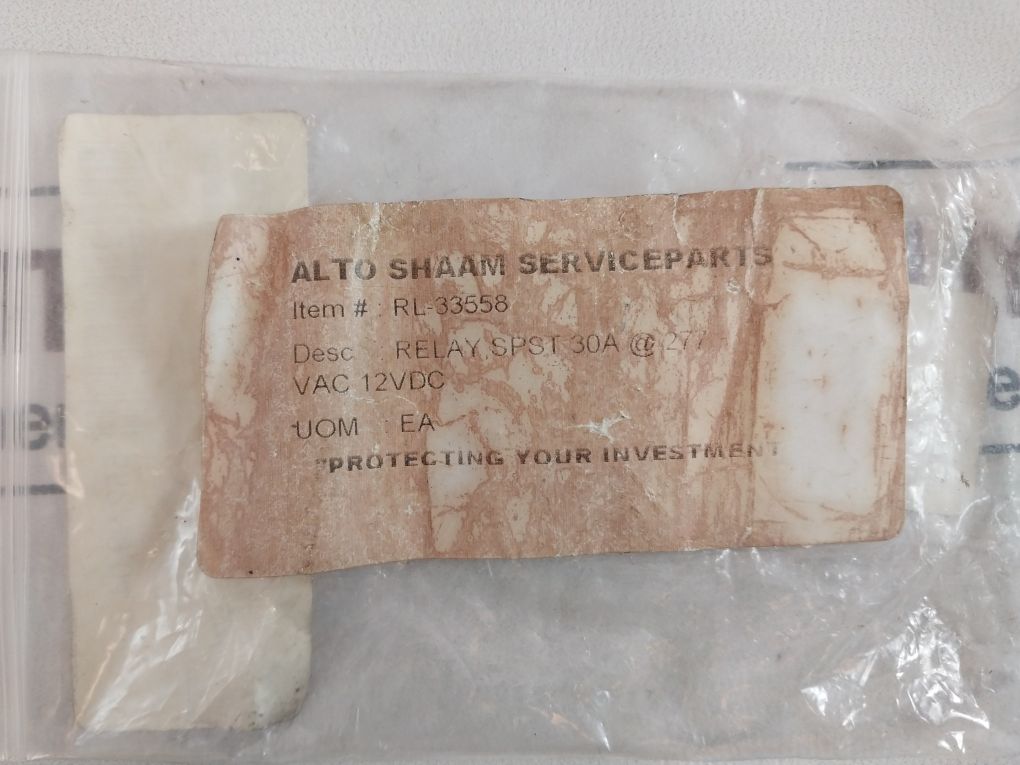 ALTO SHAAM SERVICEPARTS
Item # : RL-33558
Desc : RELAY, SPST 30A @ 277
VAC 12VDC
UOM : EA
"PROTECTING YOUR INVESTMENT